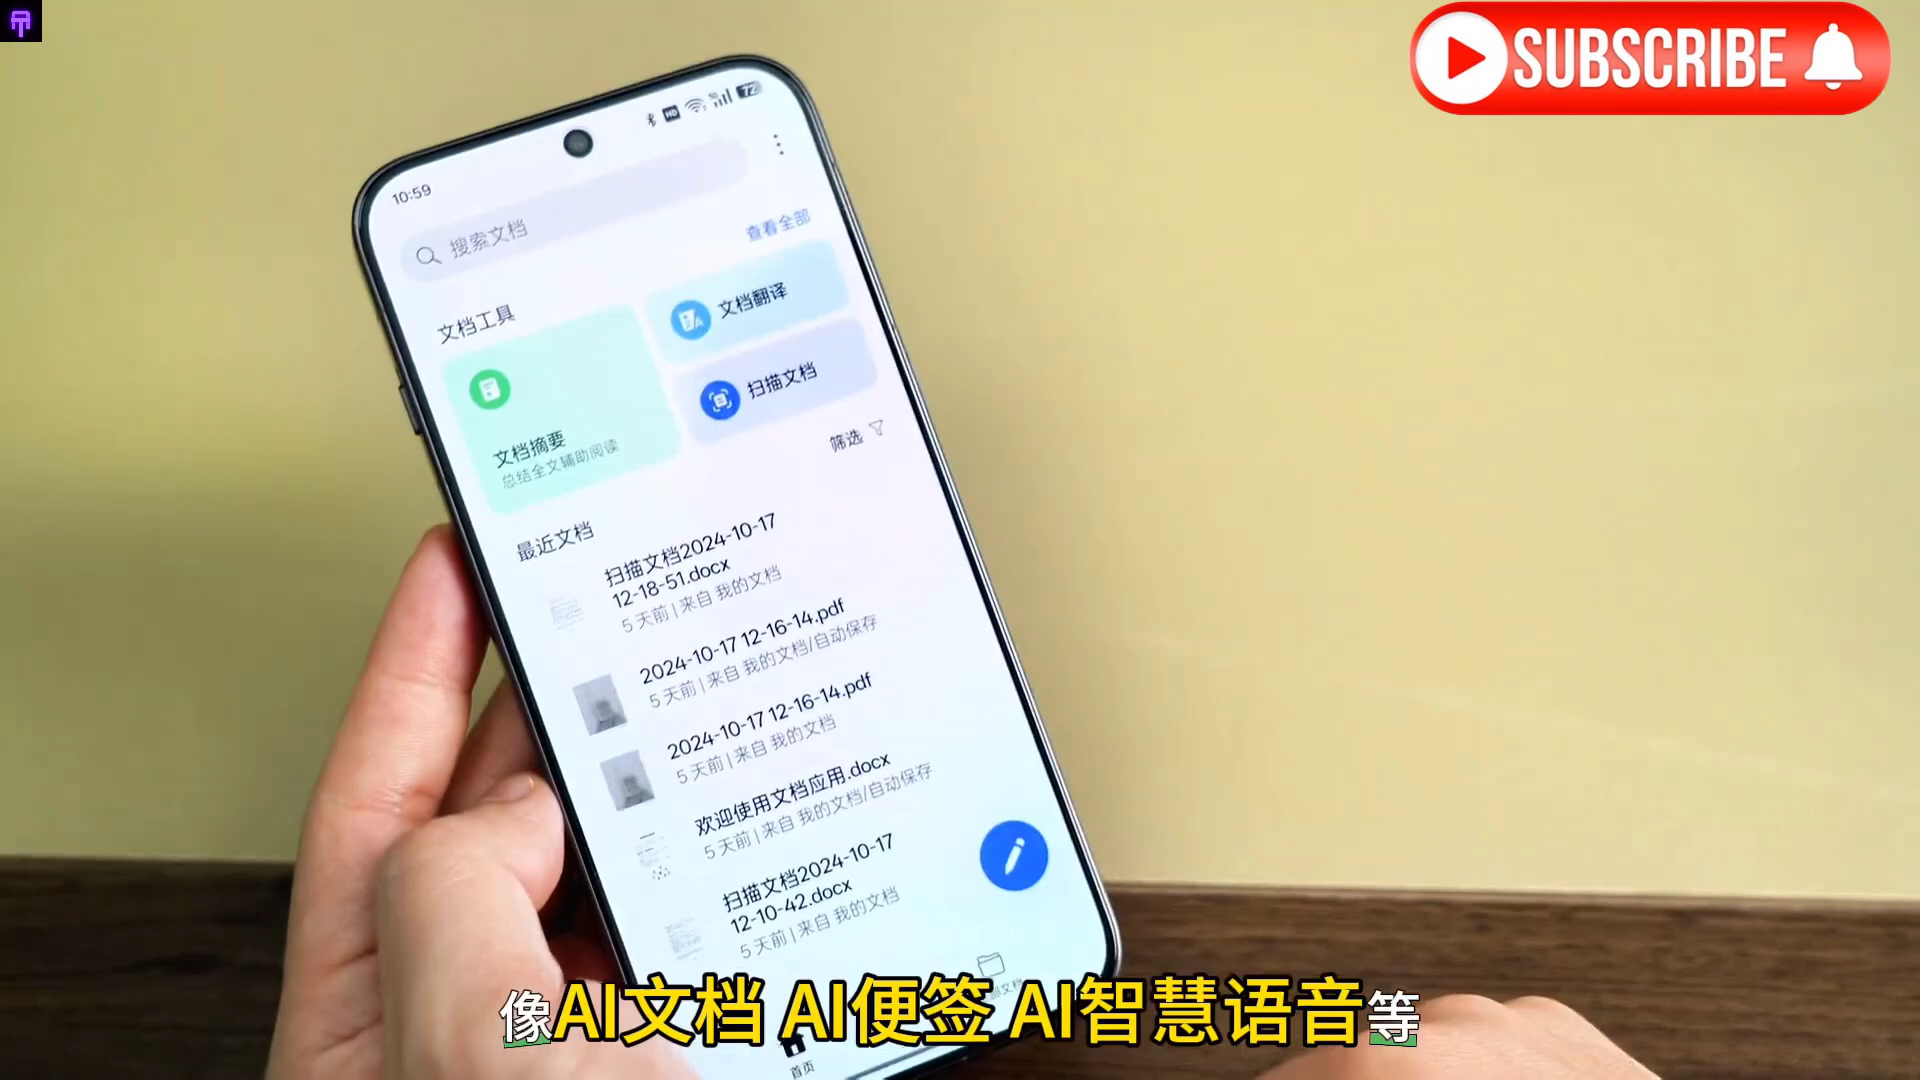 SUBSCRIBE
10:59
HD
5G
72
搜索文档
文档工具
查看全部
文档翻译
扫描文档
文档摘要
总结全文辅助阅读
筛选
最近文档
扫描文档2024-10-17
12-18-51.docx
5 天前 | 来自 我的文档
2024-10-17 12-16-14.pdf
5 天前 | 来自 我的文档/自动保存
2024-10-17 12-16-14.pdf
5 天前 | 来自 我的文档
欢迎使用文档应用.docx
5 天前 | 来自 我的文档/自动保存
扫描文档2024-10-17
12-10-42.docx
5 天前 | 来自 我的文档
像AI文档 AI便签 AI智慧语音等
首页